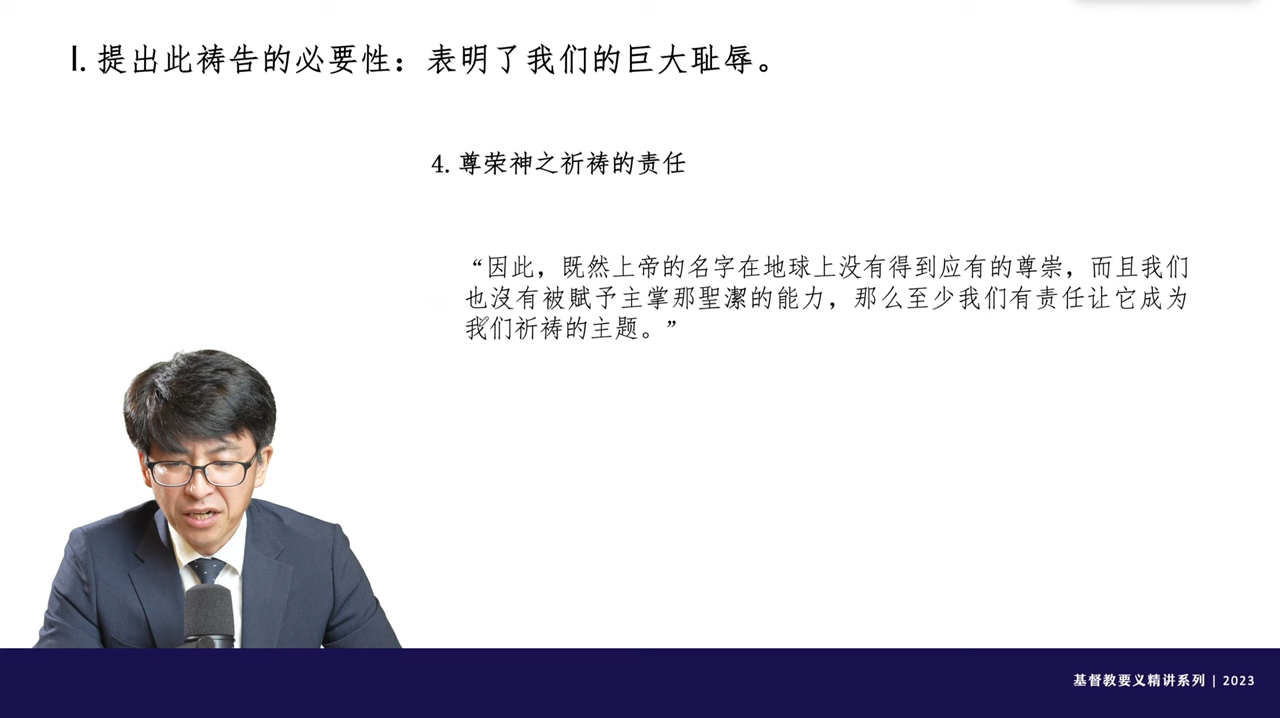 I. 提出此祷告的必要性：表明了我们的巨大耻辱。
4. 尊荣神之祈祷的责任
“因此，既然上帝的名字在地球上没有得到应有的尊崇，而且我们
也沒有被賦予主掌那聖潔的能力，那么至少我们有责任让它成为
我们祈祷的主题。”
基督教要义精讲系列 | 2023